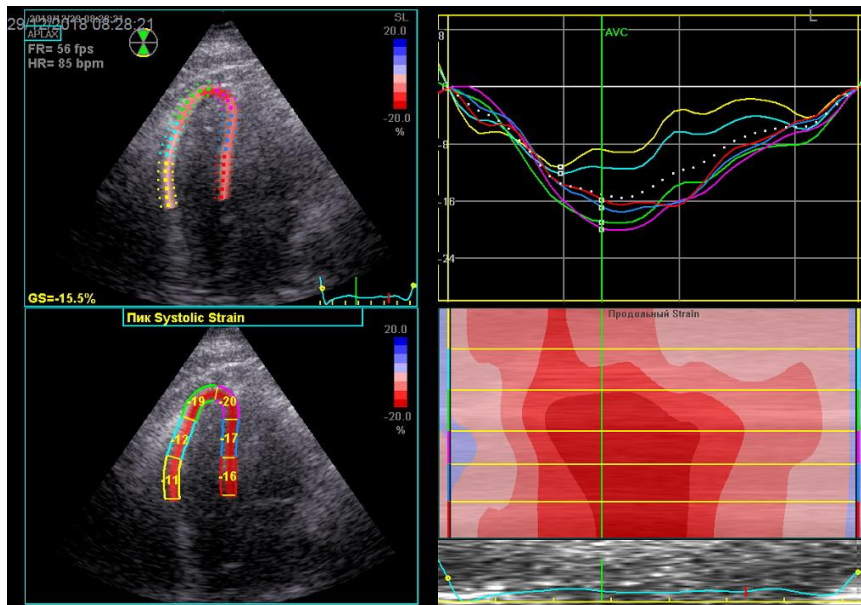 29/12/2018 08:28:21
APLAX
FR= 56 fps
HR= 85 bpm
SL
20.0
-20.0
%
GS=-15.5%
L
8
AVC
-8
-16
-24
Пик Systolic Strain
20.0
-20.0
%
-19
-20
-12
-17
-11
-16
Продольный Strain